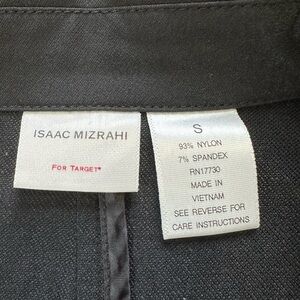 ISAAC MIZRAHI
FOR TARGET*
S
93% NYLON
7% SPANDEX
RN17730
MADE IN
VIETNAM
SEE REVERSE FOR
CARE INSTRUCTIONS